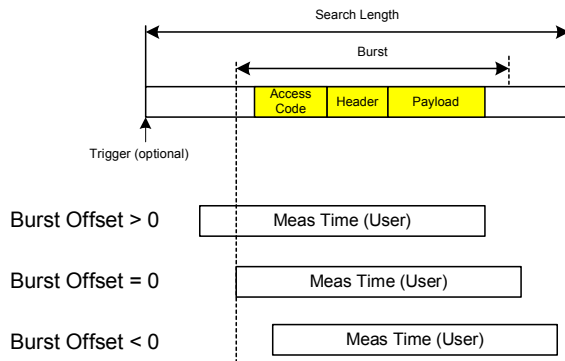 Search Length
Burst
Access
Code
Header
Payload
Trigger (optional)
Burst Offset > 0
Meas Time (User)
Burst Offset = 0
Meas Time (User)
Burst Offset < 0
Meas Time (User)